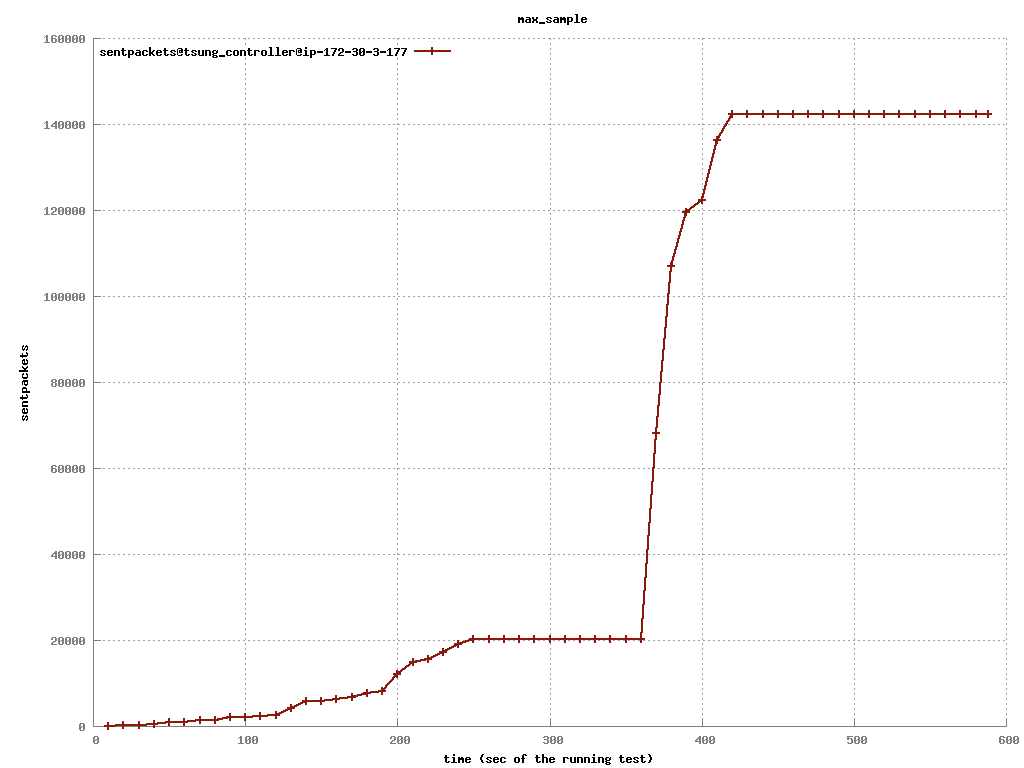 max_sample
160000
sentpackets@tsung_controller@ip-172-30-3-177
140000
120000
100000
80000
60000
40000
20000
0
sentpackets
0 100 200 300 400 500 600
time (sec of the running test)